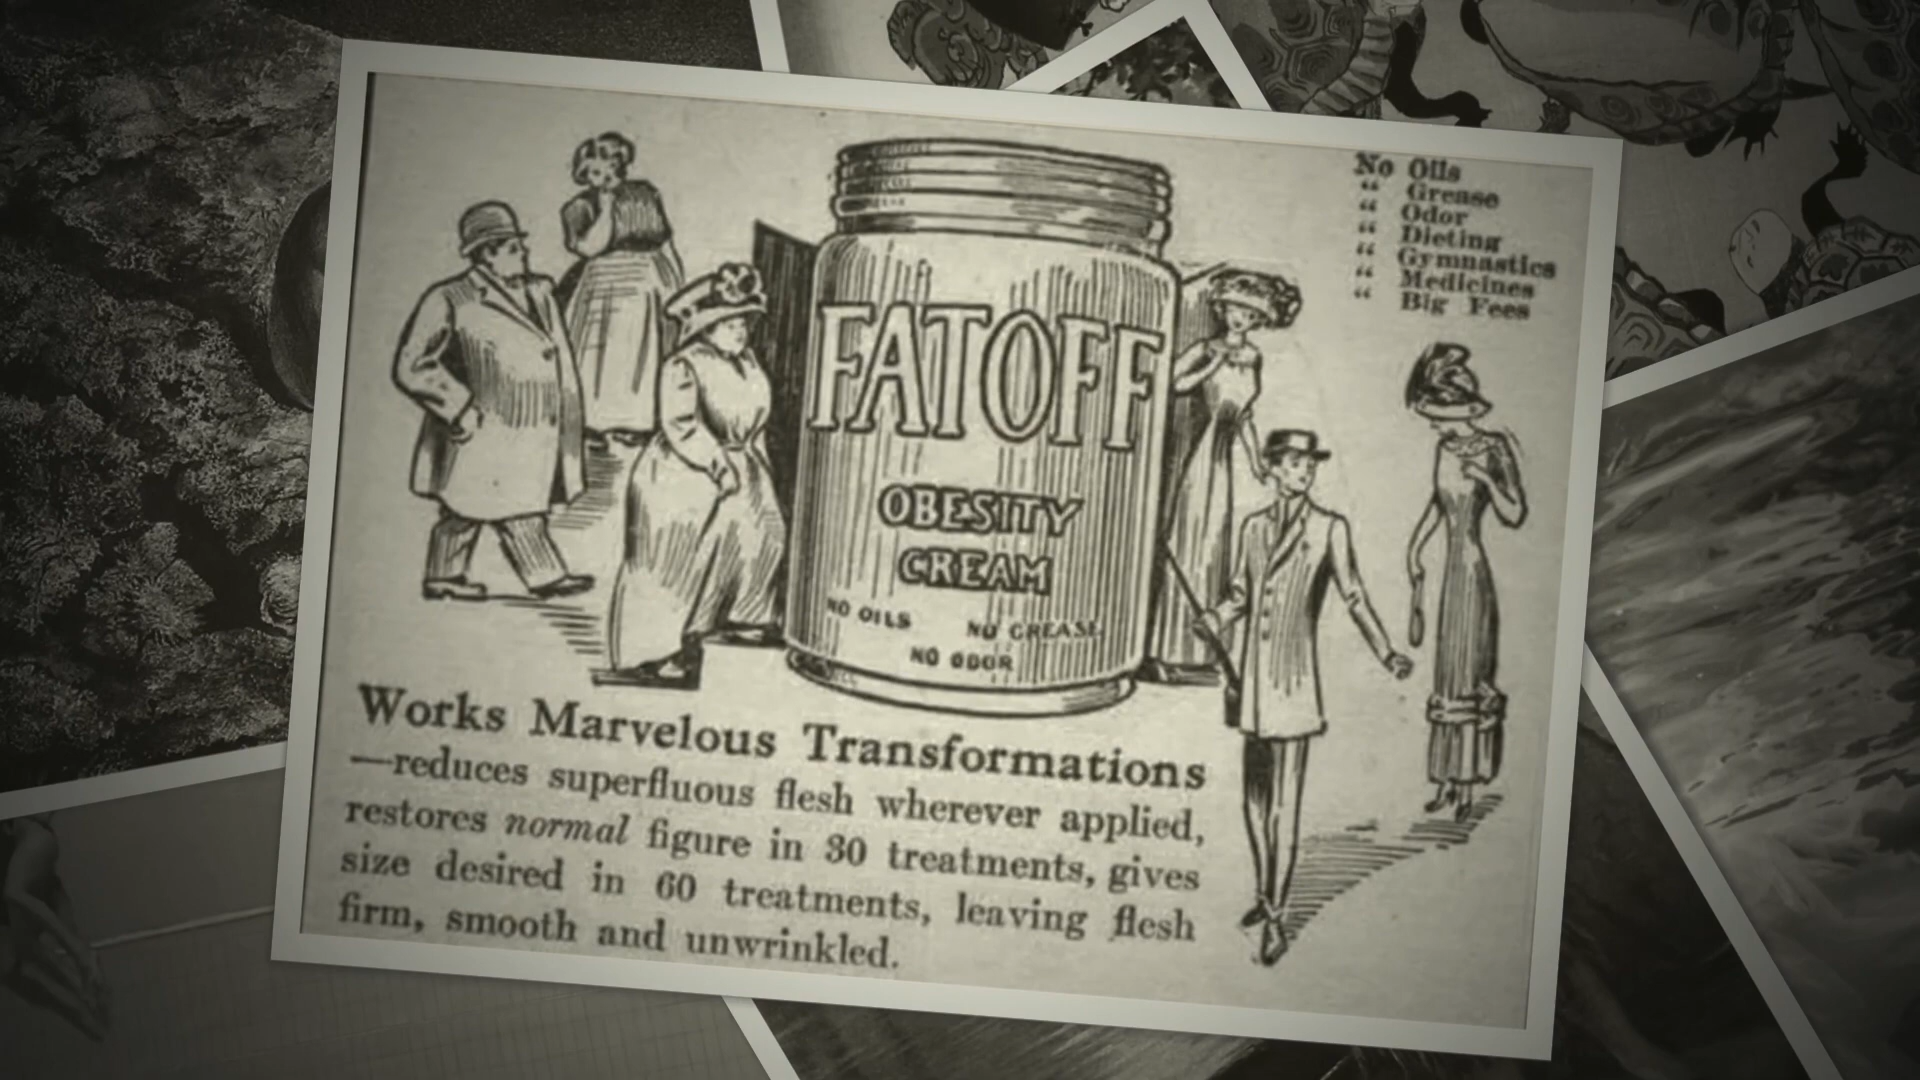 No Oils
“ Grease
“ Odor
“ Dieting
“ Gymnastics
“ Medicines
“ Big Fees
FATOFF
OBESITY
CREAM
NO OILS NO GREASE
NO ODOR
Works Marvelous Transformations
—reduces superfluous flesh wherever applied,
restores normal figure in 30 treatments, gives
size desired in 60 treatments, leaving flesh
firm, smooth and unwrinkled.